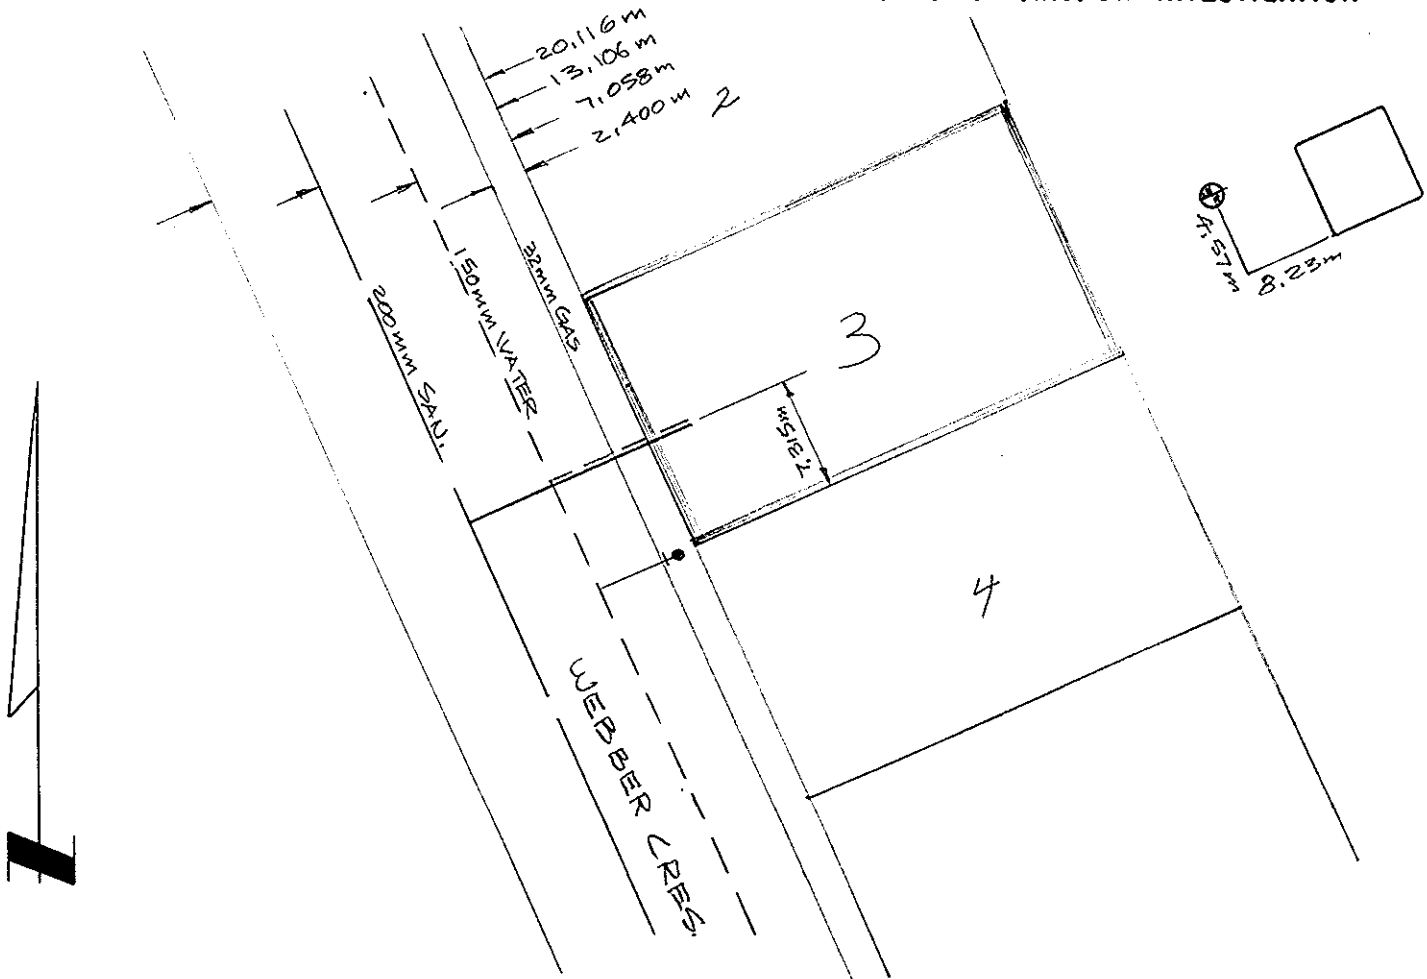 20,116 m
13,106 m
7,058 m
2,400 m
2
4.57m
8.23m
32mm GAS
150mm WATER
200mm SAN.
3
7.315m
4
WEBBER CRES.